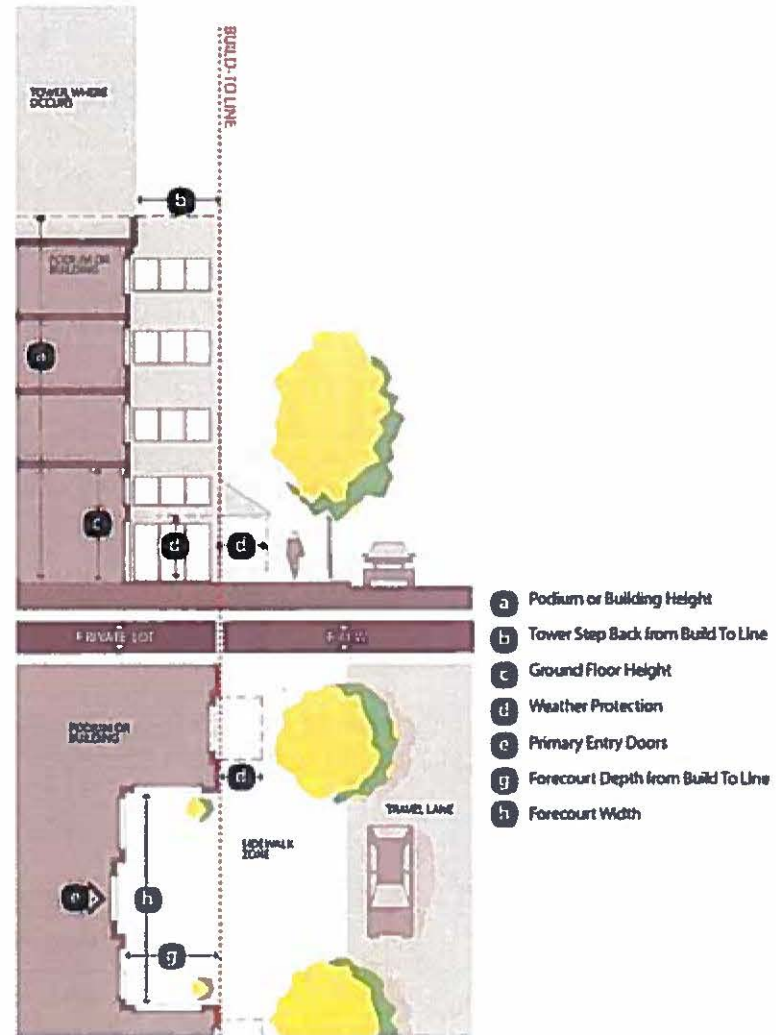 BUILD-TO LINE
TOWER WHERE
OCCURS
b
PODIUM OR
BUILDING
a
c
d
d
PRIVATE LOT
R.O.W
PODIUM OR
BUILDING
d
TRAVEL LANE
SIDEWALK
ZONE
e
h
g
a Podium or Building Height
b Tower Step Back from Build To Line
c Ground Floor Height
d Weather Protection
e Primary Entry Doors
g Forecourt Depth from Build To Line
h Forecourt Width